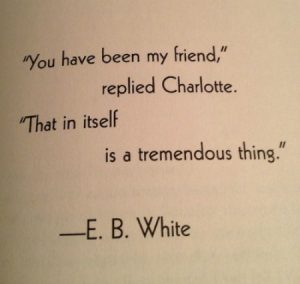 "You have been my friend,"
replied Charlotte.
"That in itself
is a tremendous thing."
—E. B. White